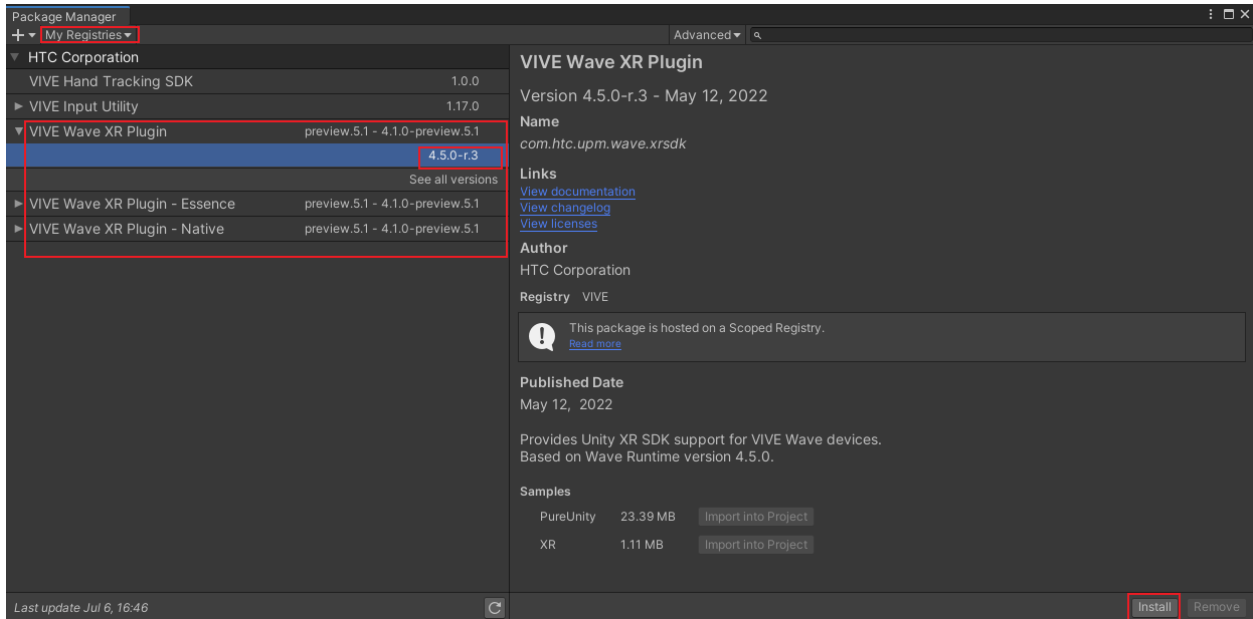 Package Manager
My Registries
Advanced
HTC Corporation
VIVE Hand Tracking SDK 1.0.0
VIVE Input Utility 1.17.0
VIVE Wave XR Plugin preview.5.1 - 4.1.0-preview.5.1
4.5.0-r.3
See all versions
VIVE Wave XR Plugin - Essence preview.5.1 - 4.1.0-preview.5.1
VIVE Wave XR Plugin - Native preview.5.1 - 4.1.0-preview.5.1
Last update Jul 6, 16:46
VIVE Wave XR Plugin
Version 4.5.0-r.3 - May 12, 2022
Name
com.htc.upm.wave.xrsdk
Links
View documentation
View changelog
View licenses
Author
HTC Corporation
Registry VIVE
This package is hosted on a Scoped Registry.
Read more
Published Date
May 12, 2022
Provides Unity XR SDK support for VIVE Wave devices.
Based on Wave Runtime version 4.5.0.
Samples
PureUnity 23.39 MB Import into Project
XR 1.11 MB Import into Project
Install Remove